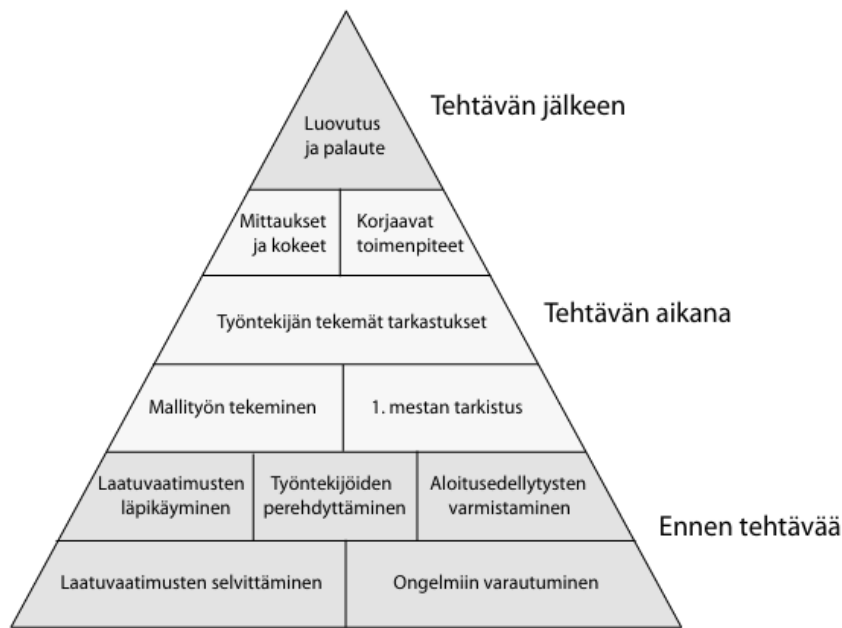 Tehtävän jälkeen
Luovutus
ja palaute
Mittaukset
ja kokeet
Korjaavat
toimenpiteet
Tehtävän aikana
Työntekijän tekemät tarkastukset
Mallityön tekeminen
1. mestan tarkistus
Laatuvaatimusten
läpikäyminen
Työntekijöiden
perehdyttäminen
Aloitusedellytysten
varmistaminen
Ennen tehtävää
Laatuvaatimusten selvittäminen
Ongelmiin varautuminen